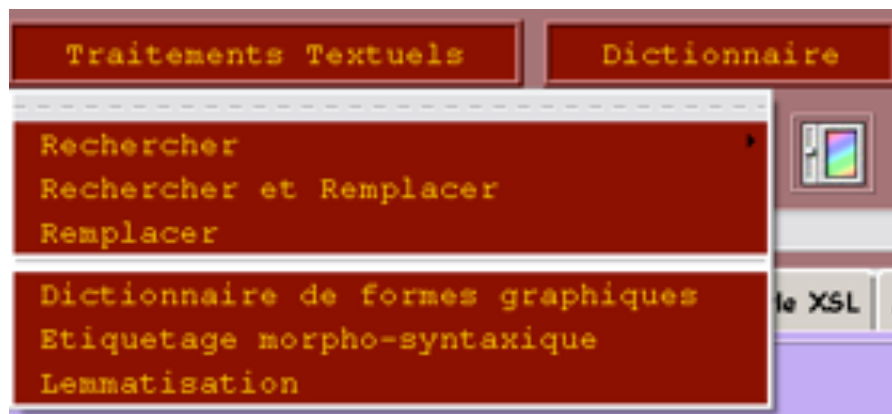 Traitements Textuels Dictionnaire
Rechercher
Rechercher et Remplacer
Remplacer
Dictionnaire de formes graphiques
XSL
Etiquetage morpho-syntaxique
Lemmatisation